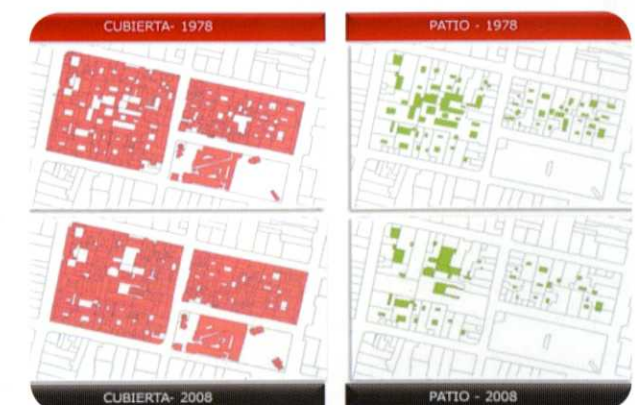 CUBIERTA- 1978
PATIO - 1978
CUBIERTA- 2008
PATIO - 2008